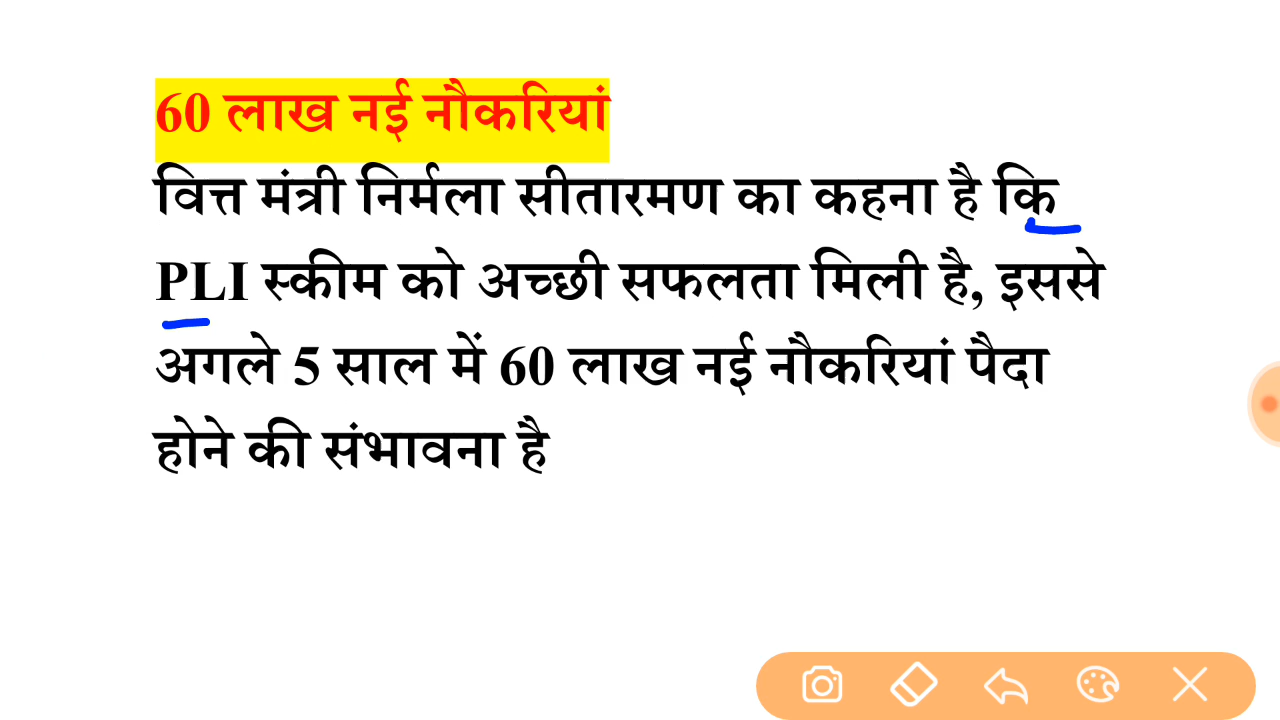 60 लाख नई नौकरियां
वित्त मंत्री निर्मला सीतारमण का कहना है कि
PLI स्कीम को अच्छी सफलता मिली है, इससे
अगले 5 साल में 60 लाख नई नौकरियां पैदा
होने की संभावना है